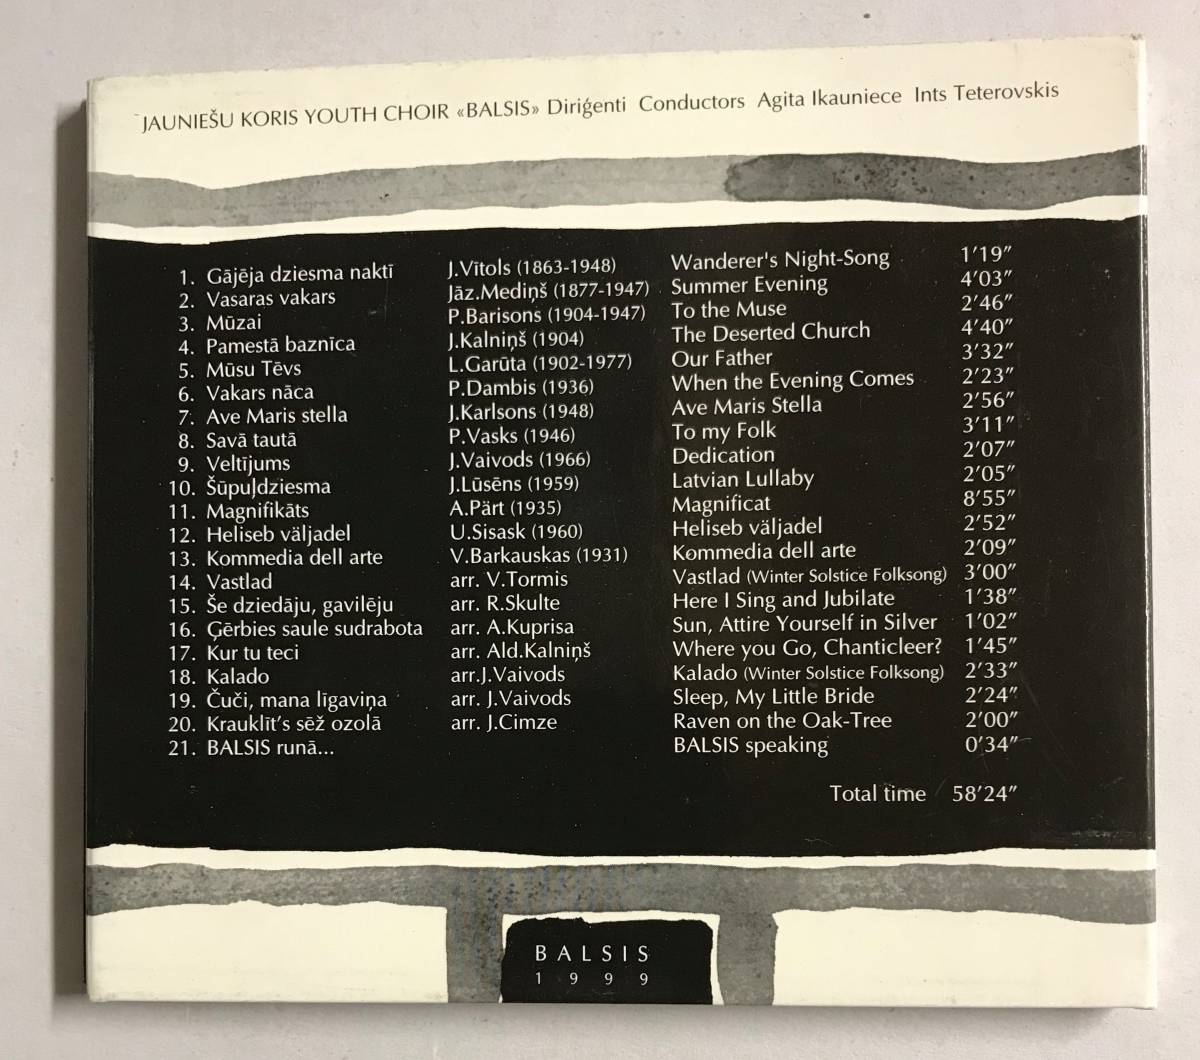 JAUNIEŠU KORIS YOUTH CHOIR «BALSIS» Diriģenti Conductors Agita Ikauniece Ints Teterovskis
1. Gājēja dziesma naktī J.Vītols (1863-1948) Wanderer's Night-Song 1’19”
2. Vasaras vakars Jāz.Mediņš (1877-1947) Summer Evening 4’03”
3. Mūzai P.Barisons (1904-1947) To the Muse 2’46”
4. Pamestā baznīca J.Kalniņš (1904) The Deserted Church 4’40”
5. Mūsu Tēvs L.Garūta (1902-1977) Our Father 3’32”
6. Vakars nāca P.Dambis (1936) When the Evening Comes 2’23”
7. Ave Maris stella J.Karlsons (1948) Ave Maris Stella 2’56”
8. Savā tautā P.Vasks (1946) To my Folk 3’11”
9. Veltījums J.Vaivods (1966) Dedication 2’07”
10. Šūpuļdziesma J.Lūsēns (1959) Latvian Lullaby 2’05”
11. Magnifikāts A.Pärt (1935) Magnificat 8’55”
12. Heliseb väljadel U.Sisask (1960) Heliseb väljadel 2’52”
13. Kommedia dell arte V.Barkauskas (1931) Kommedia dell arte 2’09”
14. Vastlad arr. V.Tormis Vastlad (Winter Solstice Folksong) 3’00”
15. Še dziedāju, gavilēju arr. R.Skulte Here I Sing and Jubilate 1’38”
16. Ģērbies saule sudrabota arr. A.Kuprisa Sun, Attire Yourself in Silver 1’02”
17. Kur tu teci arr. Ald.Kalniņš Where you Go, Chanticleer? 1’45”
18. Kalado arr.J.Vaivods Kalado (Winter Solstice Folksong) 2’33”
19. Čuči, mana līgaviņa arr. J.Vaivods Sleep, My Little Bride 2’24”
20. Krauklīt’s sēž ozolā arr. J.Cimze Raven on the Oak-Tree 2’00”
21. BALSIS runā... BALSIS speaking 0’34”
Total time 58’24”
BALSIS
1999